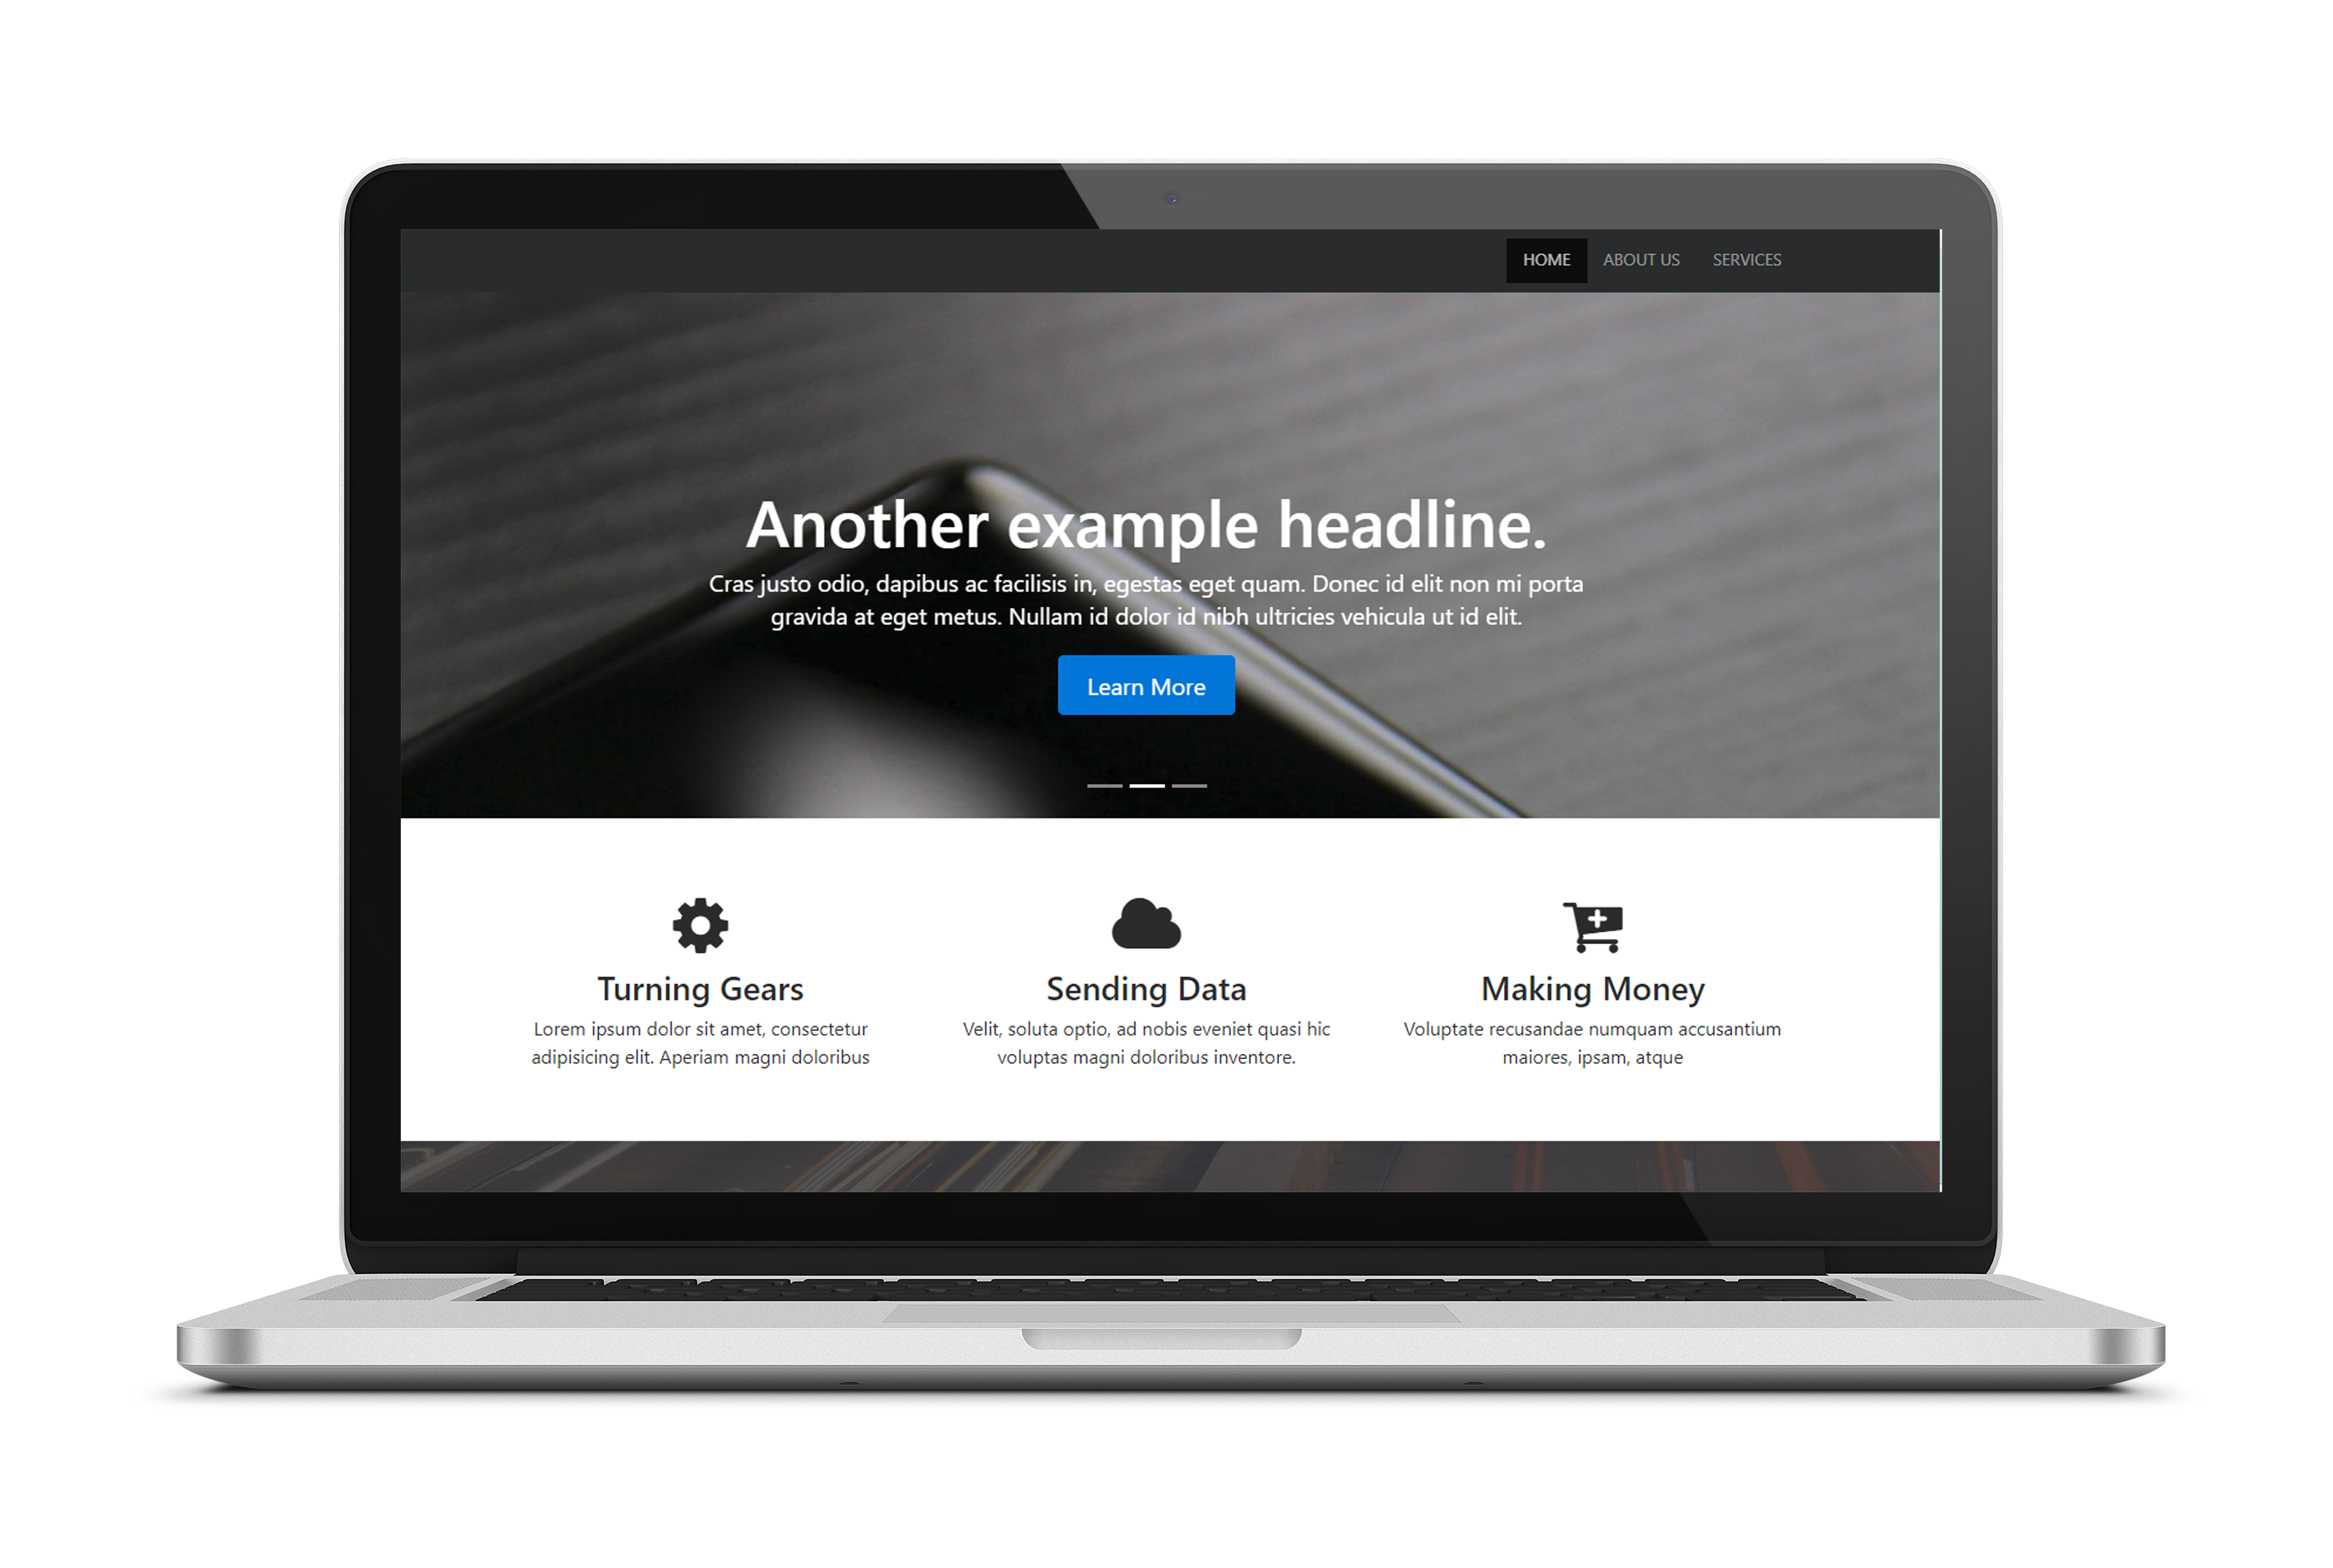 HOME ABOUT US SERVICES
Another example headline.
Cras justo odio, dapibus ac facilisis in, egestas eget quam. Donec id elit non mi porta
gravida at eget metus. Nullam id dolor id nibh ultricies vehicula ut id elit.
Learn More
Turning Gears
Lorem ipsum dolor sit amet, consectetur
adipisicing elit. Aperiam magni doloribus
Sending Data
Velit, soluta optio, ad nobis eveniet quasi hic
voluptas magni doloribus inventore.
Making Money
Voluptate recusandae numquam accusantium
maiores, ipsam, atque